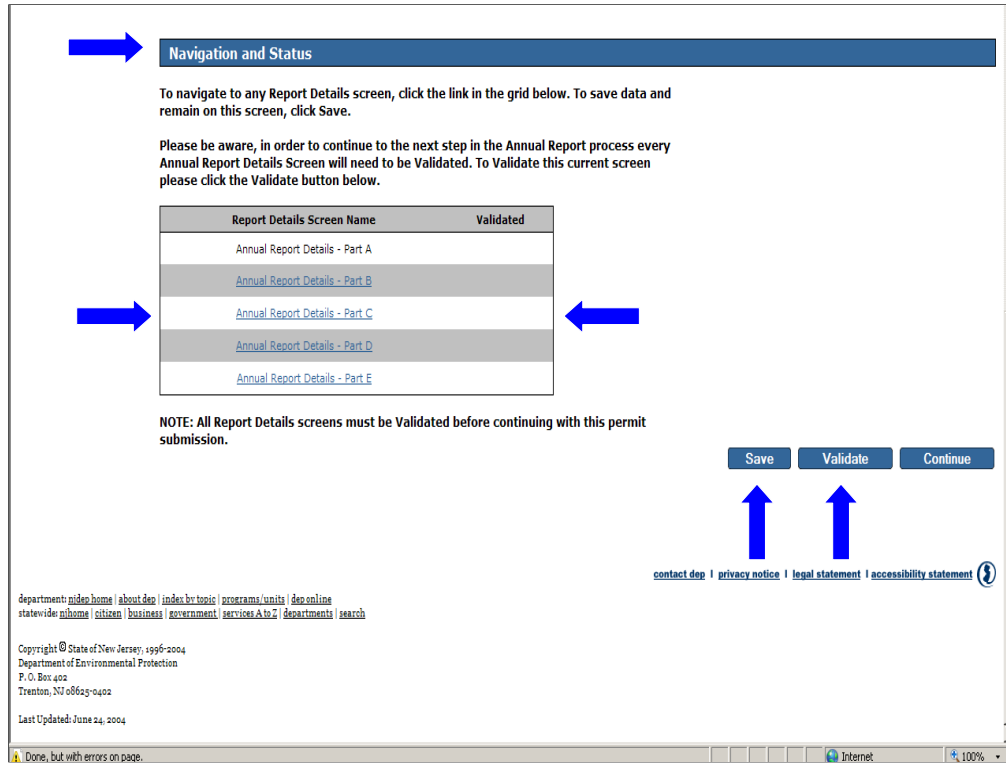 Navigation and Status
To navigate to any Report Details screen, click the link in the grid below. To save data and
remain on this screen, click Save.
Please be aware, in order to continue to the next step in the Annual Report process every
Annual Report Details Screen will need to be Validated. To Validate this current screen
please click the Validate button below.
Report Details Screen Name Validated
Annual Report Details - Part A
Annual Report Details - Part B
Annual Report Details - Part C
Annual Report Details - Part D
Annual Report Details - Part E
NOTE: All Report Details screens must be Validated before continuing with this permit
submission.
Save Validate Continue
contact dep | privacy notice | legal statement | accessibility statement
department: njdep home | about dep | index by topic | programs/units | dep online
statewide: njhome | citizen | business | government | services A to Z | departments | search
Copyright © State of New Jersey, 1996-2004
Department of Environmental Protection
P. O. Box 402
Trenton, NJ 08625-0402
Last Updated: June 24, 2004
Done, but with errors on page. Internet 100%